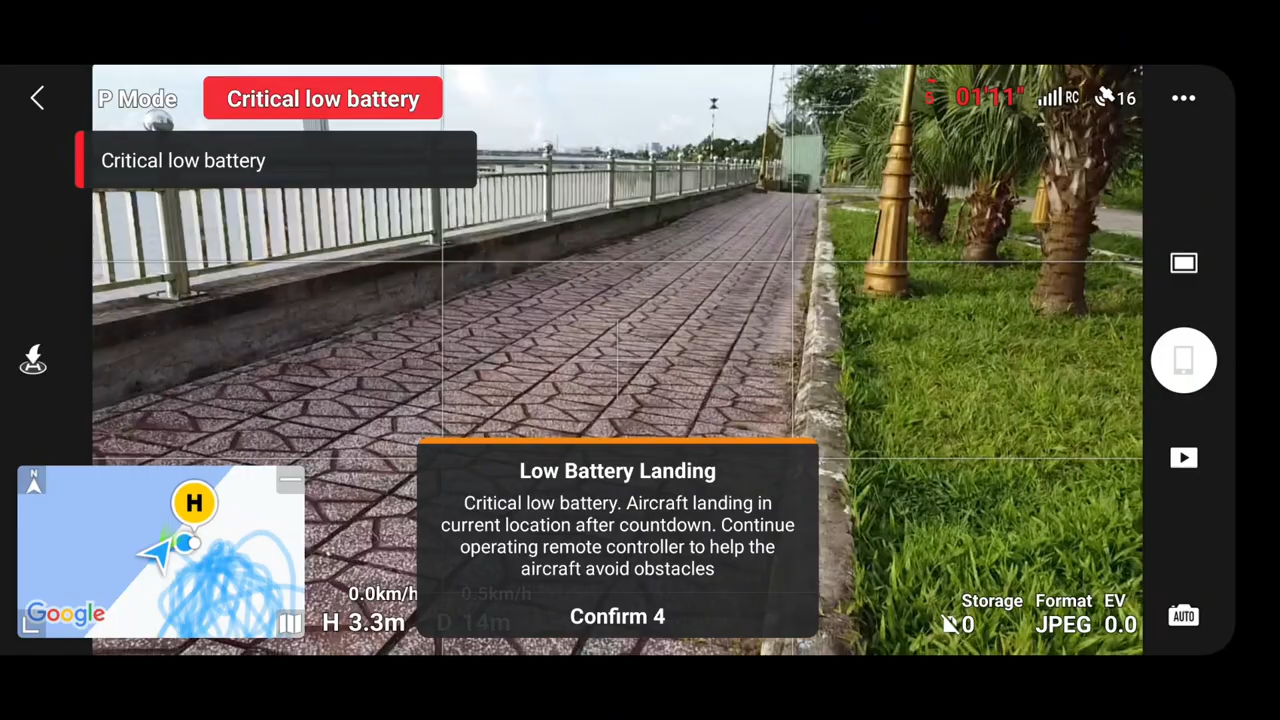 P Mode
Critical low battery
5
01'11"
RC
16
Critical low battery
N
H
Google
Low Battery Landing
Critical low battery. Aircraft landing in
current location after countdown. Continue
operating remote controller to help the
aircraft avoid obstacles
Confirm 4
0.0km/h
0.5km/h
H 3.3m
D 14m
Storage Format EV
0 JPEG 0.0
AUTO